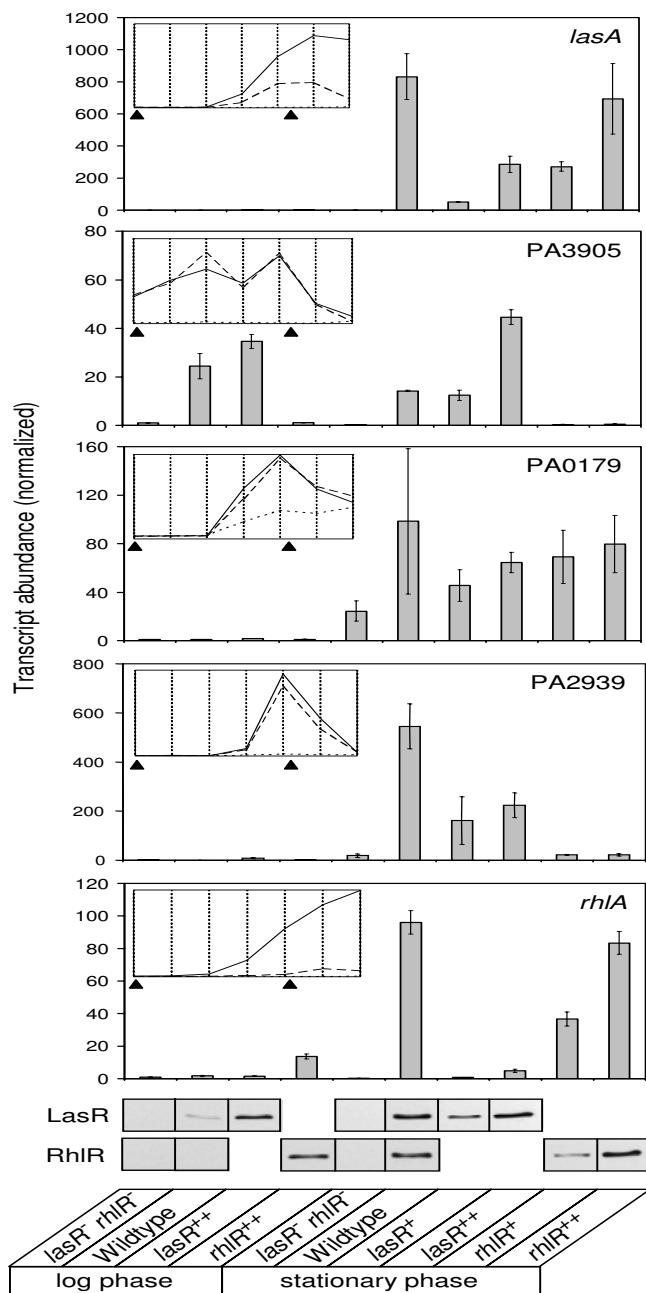 Transcript abundance (normalized)
lasA
1200
1000
800
600
400
200
0
PA3905
80
60
40
20
0
PA0179
160
120
80
40
0
PA2939
800
600
400
200
0
rhlA
120
100
80
60
40
20
0
LasR
RhlR
lasR- rhlR-
Wildtype
lasR++
rhlR++
lasR- rhlR-
Wildtype
lasR+
lasR++
rhlR+
rhlR++
log phase
stationary phase